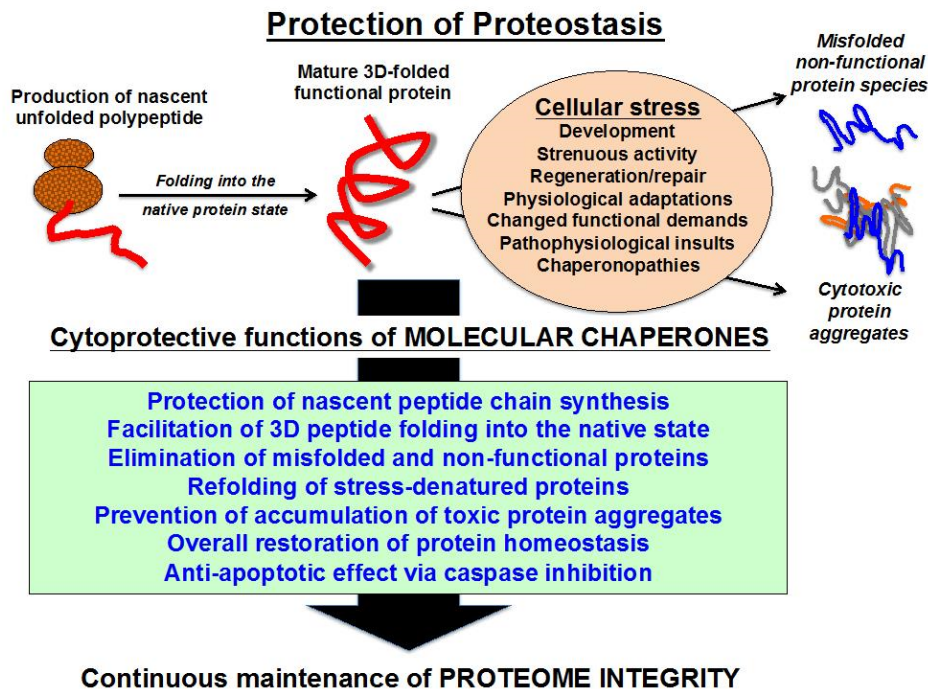 Protection of Proteostasis
Production of nascent
unfolded polypeptide
Folding into the
native protein state
Mature 3D-folded
functional protein
Cellular stress
Development
Strenuous activity
Regeneration/repair
Physiological adaptations
Changed functional demands
Pathophysiological insults
Chaperonopathies
Misfolded
non-functional
protein species
Cytotoxic
protein
aggregates
Cytoprotective functions of MOLECULAR CHAPERONES
Protection of nascent peptide chain synthesis
Facilitation of 3D peptide folding into the native state
Elimination of misfolded and non-functional proteins
Refolding of stress-denatured proteins
Prevention of accumulation of toxic protein aggregates
Overall restoration of protein homeostasis
Anti-apoptotic effect via caspase inhibition
Continuous maintenance of PROTEOME INTEGRITY